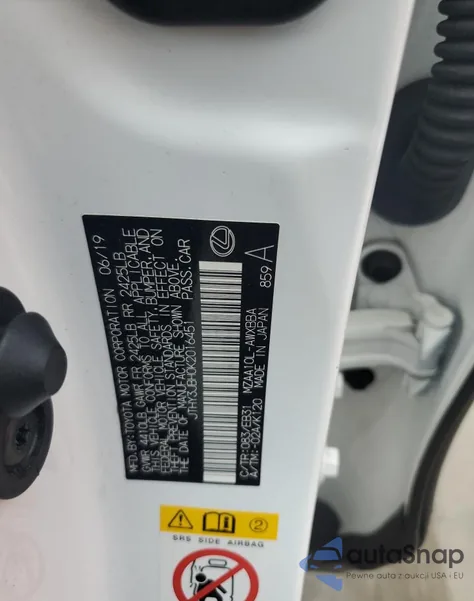 MFD.BY:TOYOTA MOTOR CORPORATION 06/19
GVWR 4410LB GAWR FR 2425LB RR 2425LB
THIS VEHICLE CONFORMS TO ALL APPLICABLE
FEDERAL MOTOR VEHICLE SAFETY, BUMPER, AND
THEFT PREVENTION STANDARDS IN EFFECT ON
THE DATE OF MANUFACTURE SHOWN ABOVE.
JTHY3JBH0K2016451 PASS.CAR
C/TM:083/EB31 MZAA10L-AWXBBA
A/TM:-02A/K120 MADE IN JAPAN 859 A
2
SRS SIDE AIRBAG
autoSnap
Pewne auta z aukcji USA - EU